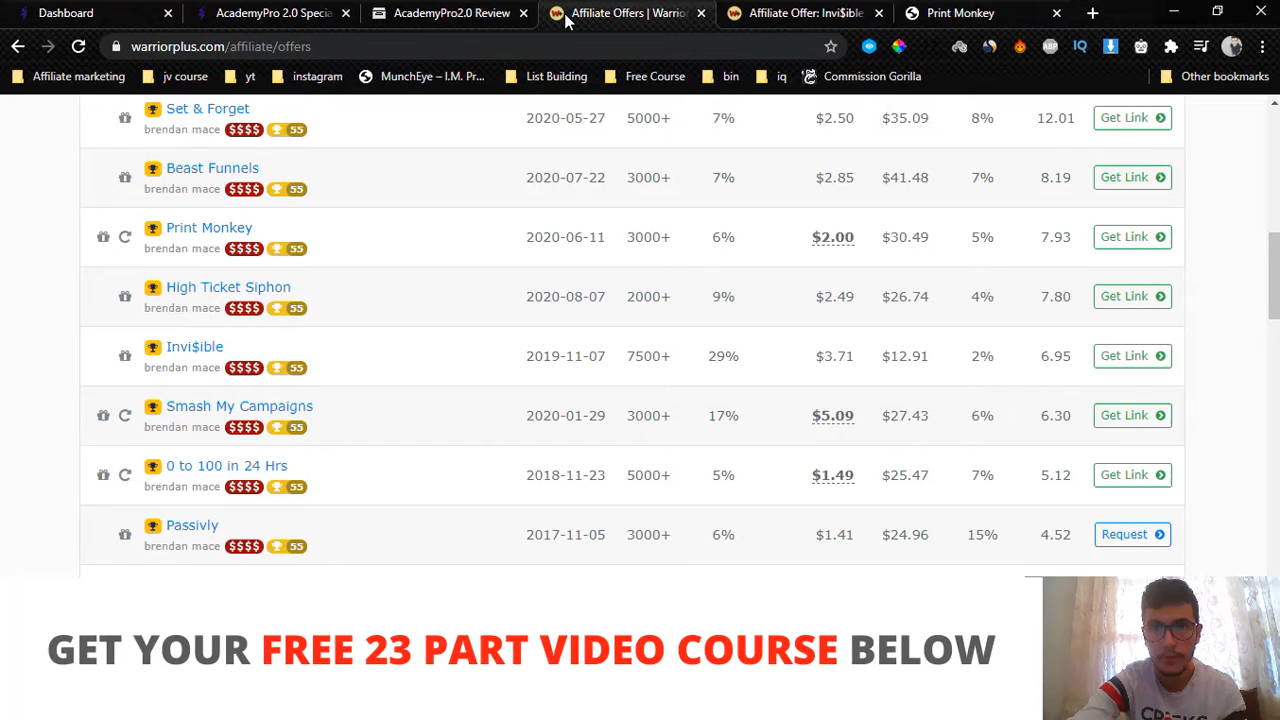 Dashboard
AcademyPro 2.0 Specia
AcademyPro2.0 Review
Affiliate Offers | Warrio
Affiliate Offer: Invi$ible
Print Monkey
warriorplus.com/affiliate/offers
Affiliate marketing
jv course
yt
instagram
MunchEye – I.M. Pr...
List Building
Free Course
bin
iq
Commission Gorilla
Other bookmarks
Set & Forget 2020-05-27 5000+ 7% $2.50 $35.09 8% 12.01 Get Link
brendan mace $$$$ 55
Beast Funnels 2020-07-22 3000+ 7% $2.85 $41.48 7% 8.19 Get Link
brendan mace $$$$ 55
Print Monkey 2020-06-11 3000+ 6% $2.00 $30.49 5% 7.93 Get Link
brendan mace $$$$ 55
High Ticket Siphon 2020-08-07 2000+ 9% $2.49 $26.74 4% 7.80 Get Link
brendan mace $$$$ 55
Invi$ible 2019-11-07 7500+ 29% $3.71 $12.91 2% 6.95 Get Link
brendan mace $$$$ 55
Smash My Campaigns 2020-01-29 3000+ 17% $5.09 $27.43 6% 6.30 Get Link
brendan mace $$$$ 55
0 to 100 in 24 Hrs 2018-11-23 5000+ 5% $1.49 $25.47 7% 5.12 Get Link
brendan mace $$$$ 55
Passivly 2017-11-05 3000+ 6% $1.41 $24.96 15% 4.52 Request
brendan mace $$$$ 55
GET YOUR FREE 23 PART VIDEO COURSE BELOW